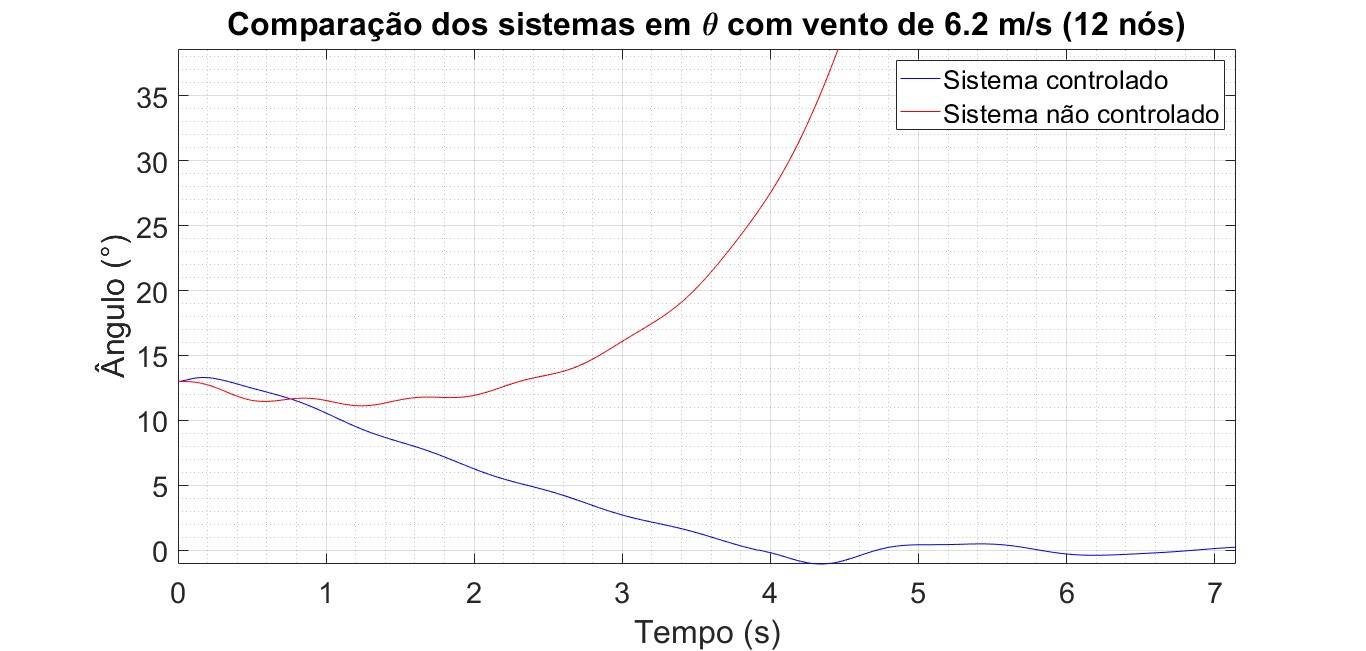 Comparação dos sistemas em θ com vento de 6.2 m/s (12 nós)
Sistema controlado
Sistema não controlado
Ângulo (°)
35
30
25
20
15
10
5
0
0 1 2 3 4 5 6 7
Tempo (s)